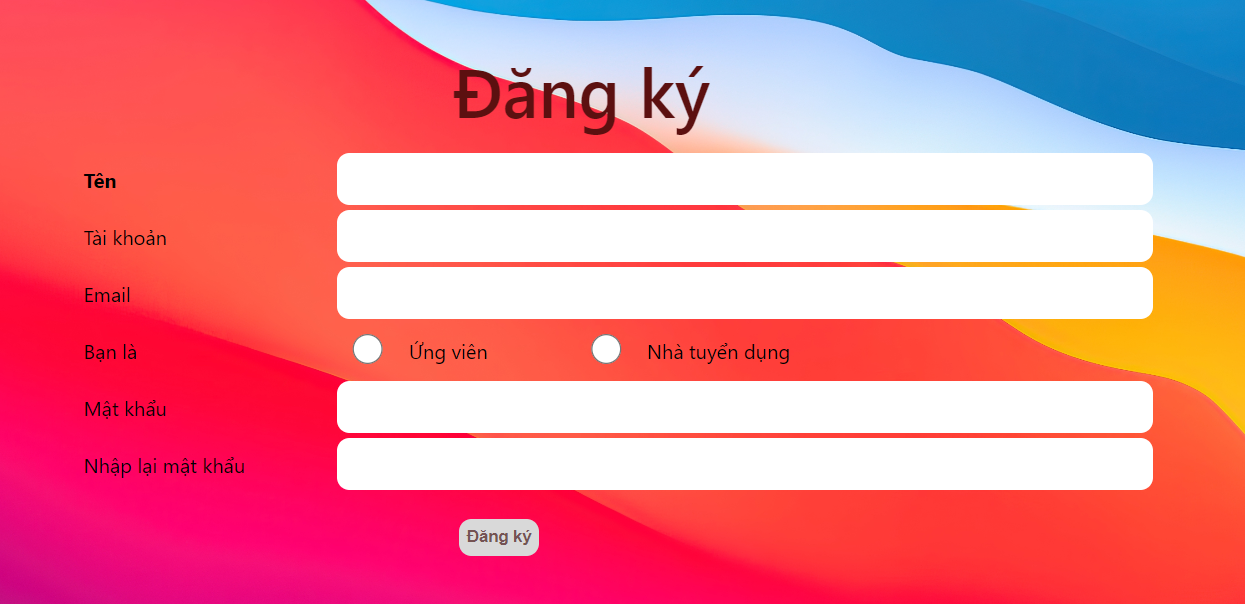 Đăng ký
Tên
Tài khoản
Email
Bạn là Ứng viên Nhà tuyển dụng
Mật khẩu
Nhập lại mật khẩu
Đăng ký